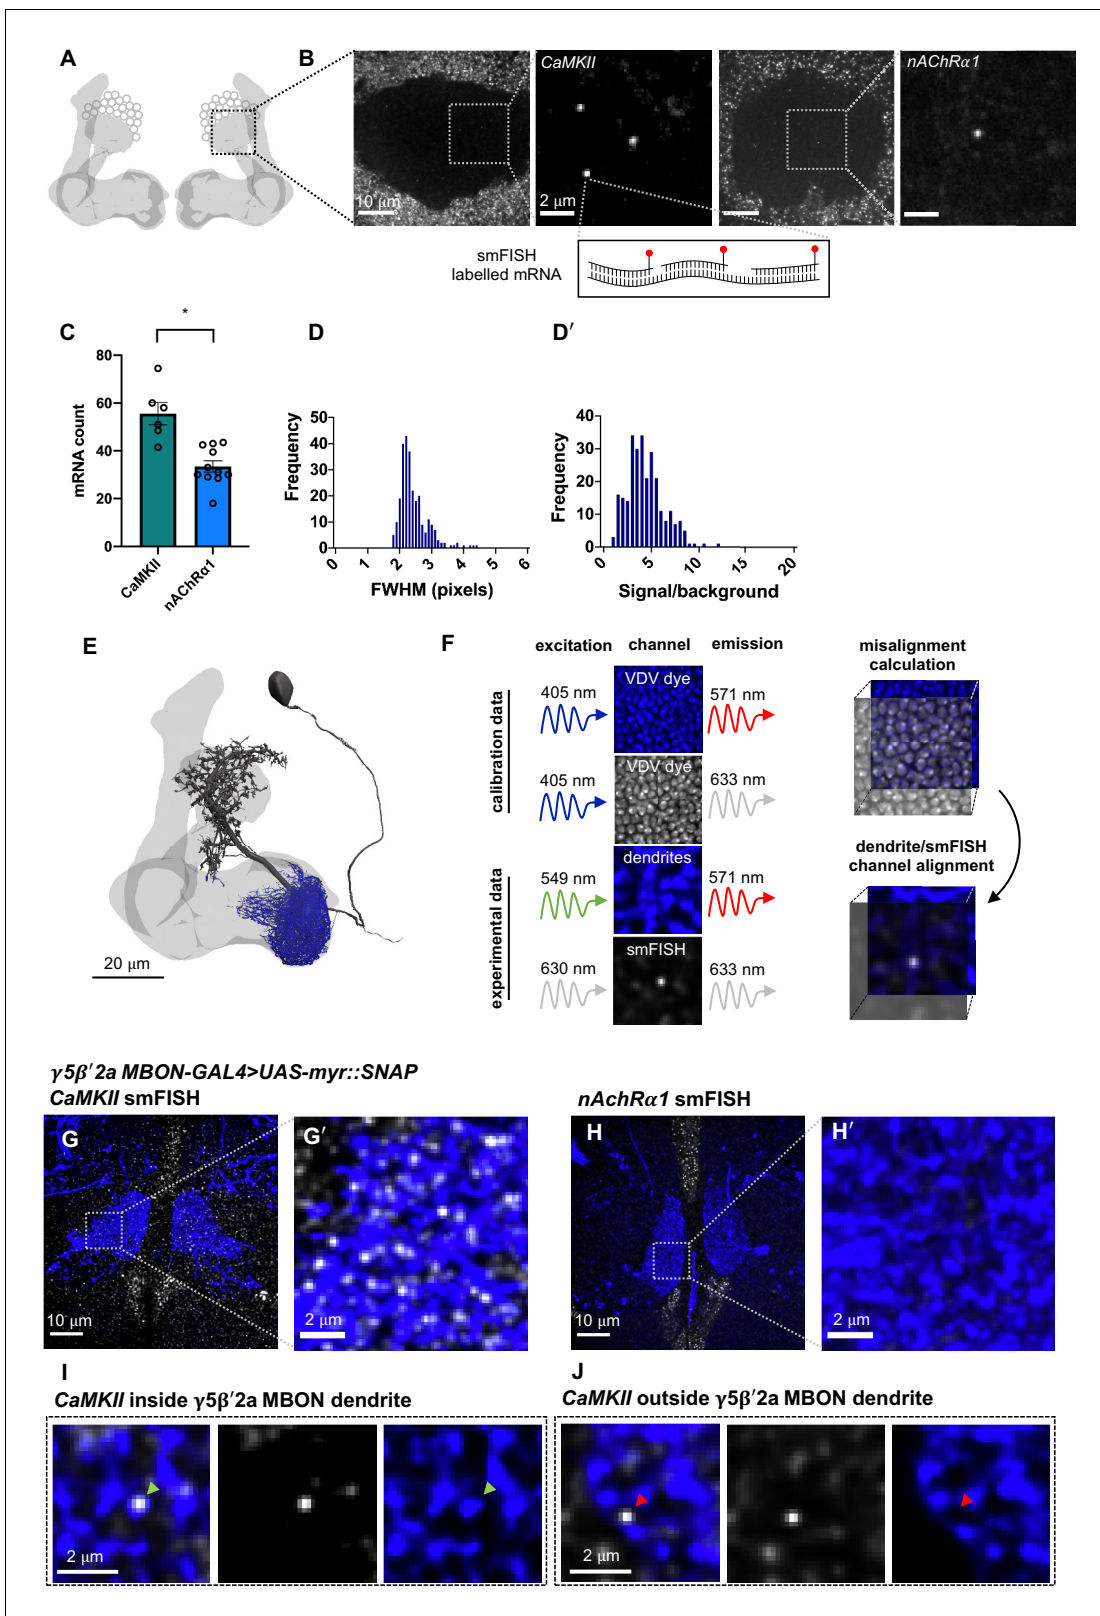 A
B
CaMKII
nAChRα1
10 μm
2 μm
smFISH
labelled mRNA
C
*
mRNA count
80
60
40
20
0
CaMKII
nAChRα1
D
Frequency
50
40
30
20
10
0
0 1 2 3 4 5 6
FWHM (pixels)
D′
Frequency
40
30
20
10
0
0 5 10 15 20
Signal/background
E
20 μm
F
excitation channel emission
misalignment
calculation
calibration data
405 nm VDV dye 571 nm
405 nm VDV dye 633 nm
dendrite/smFISH
channel alignment
experimental data
549 nm dendrites 571 nm
630 nm smFISH 633 nm
γ5β′2a MBON-GAL4>UAS-myr::SNAP
CaMKII smFISH
nAchRα1 smFISH
G
G′
10 μm
2 μm
H
H′
10 μm
2 μm
I
CaMKII inside γ5β′2a MBON dendrite
2 μm
J
CaMKII outside γ5β′2a MBON dendrite
2 μm